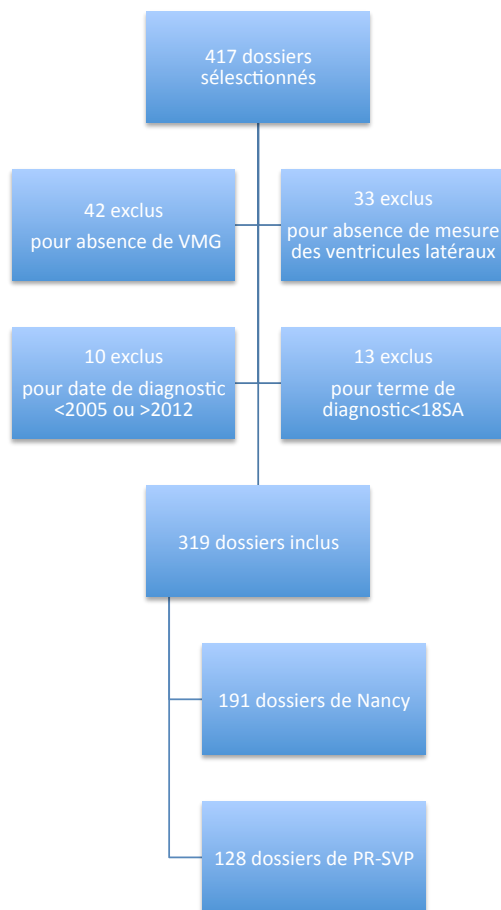 417 dossiers
sélesctionnés
42 exclus
pour absence de VMG
33 exclus
pour absence de mesure
des ventricules latéraux
10 exclus
pour date de diagnostic
<2005 ou >2012
13 exclus
pour terme de
diagnostic<18SA
319 dossiers inclus
191 dossiers de Nancy
128 dossiers de PR-SVP